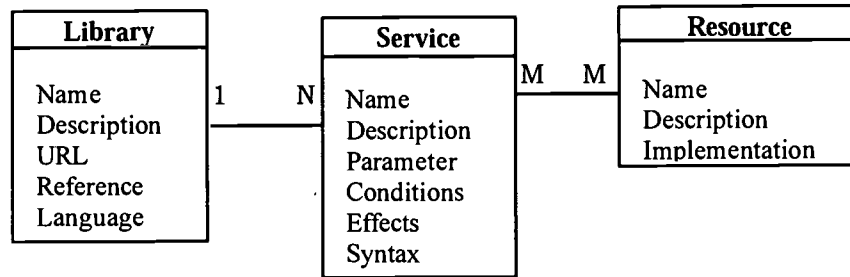 Library
Name
Description
URL
Reference
Language
1 N
Service
Name
Description
Parameter
Conditions
Effects
Syntax
M M
Resource
Name
Description
Implementation